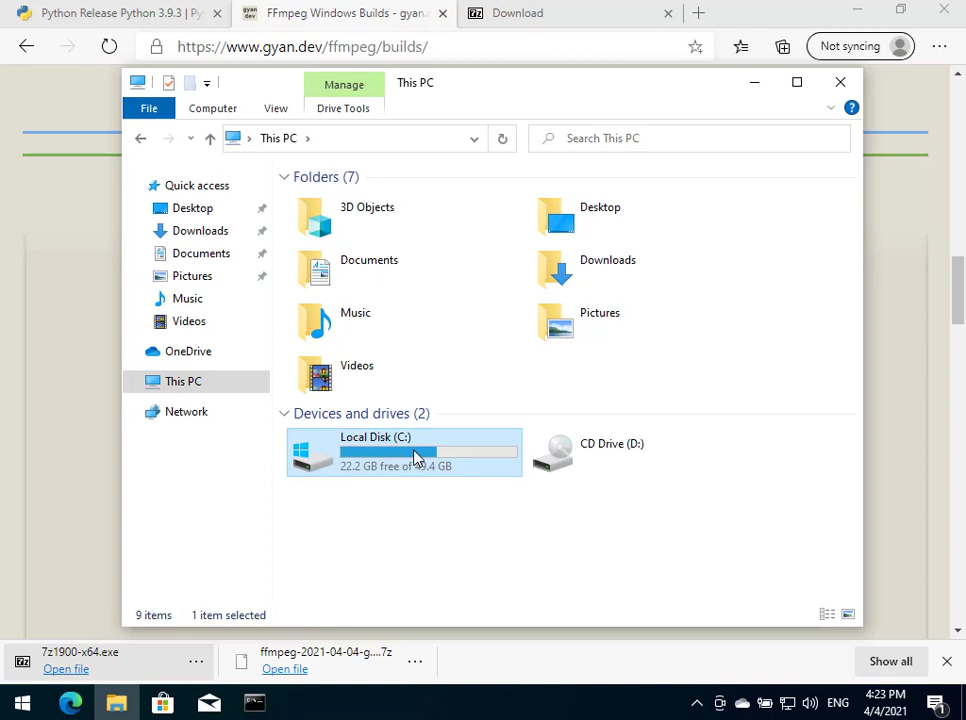 Python Release Python 3.9.3 | Py
FFmpeg Windows Builds - gyan.
Download
https://www.gyan.dev/ffmpeg/builds/
Not syncing
Manage
This PC
File
Computer
View
Drive Tools
This PC
Search This PC
Quick access
Desktop
Downloads
Documents
Pictures
Music
Videos
OneDrive
This PC
Network
Folders (7)
3D Objects
Desktop
Documents
Downloads
Music
Pictures
Videos
Devices and drives (2)
Local Disk (C:)
22.2 GB free of 49.4 GB
CD Drive (D:)
9 items
1 item selected
7z1900-x64.exe
Open file
ffmpeg-2021-04-04-g....7z
Open file
Show all
ENG
4:23 PM
4/4/2021
1